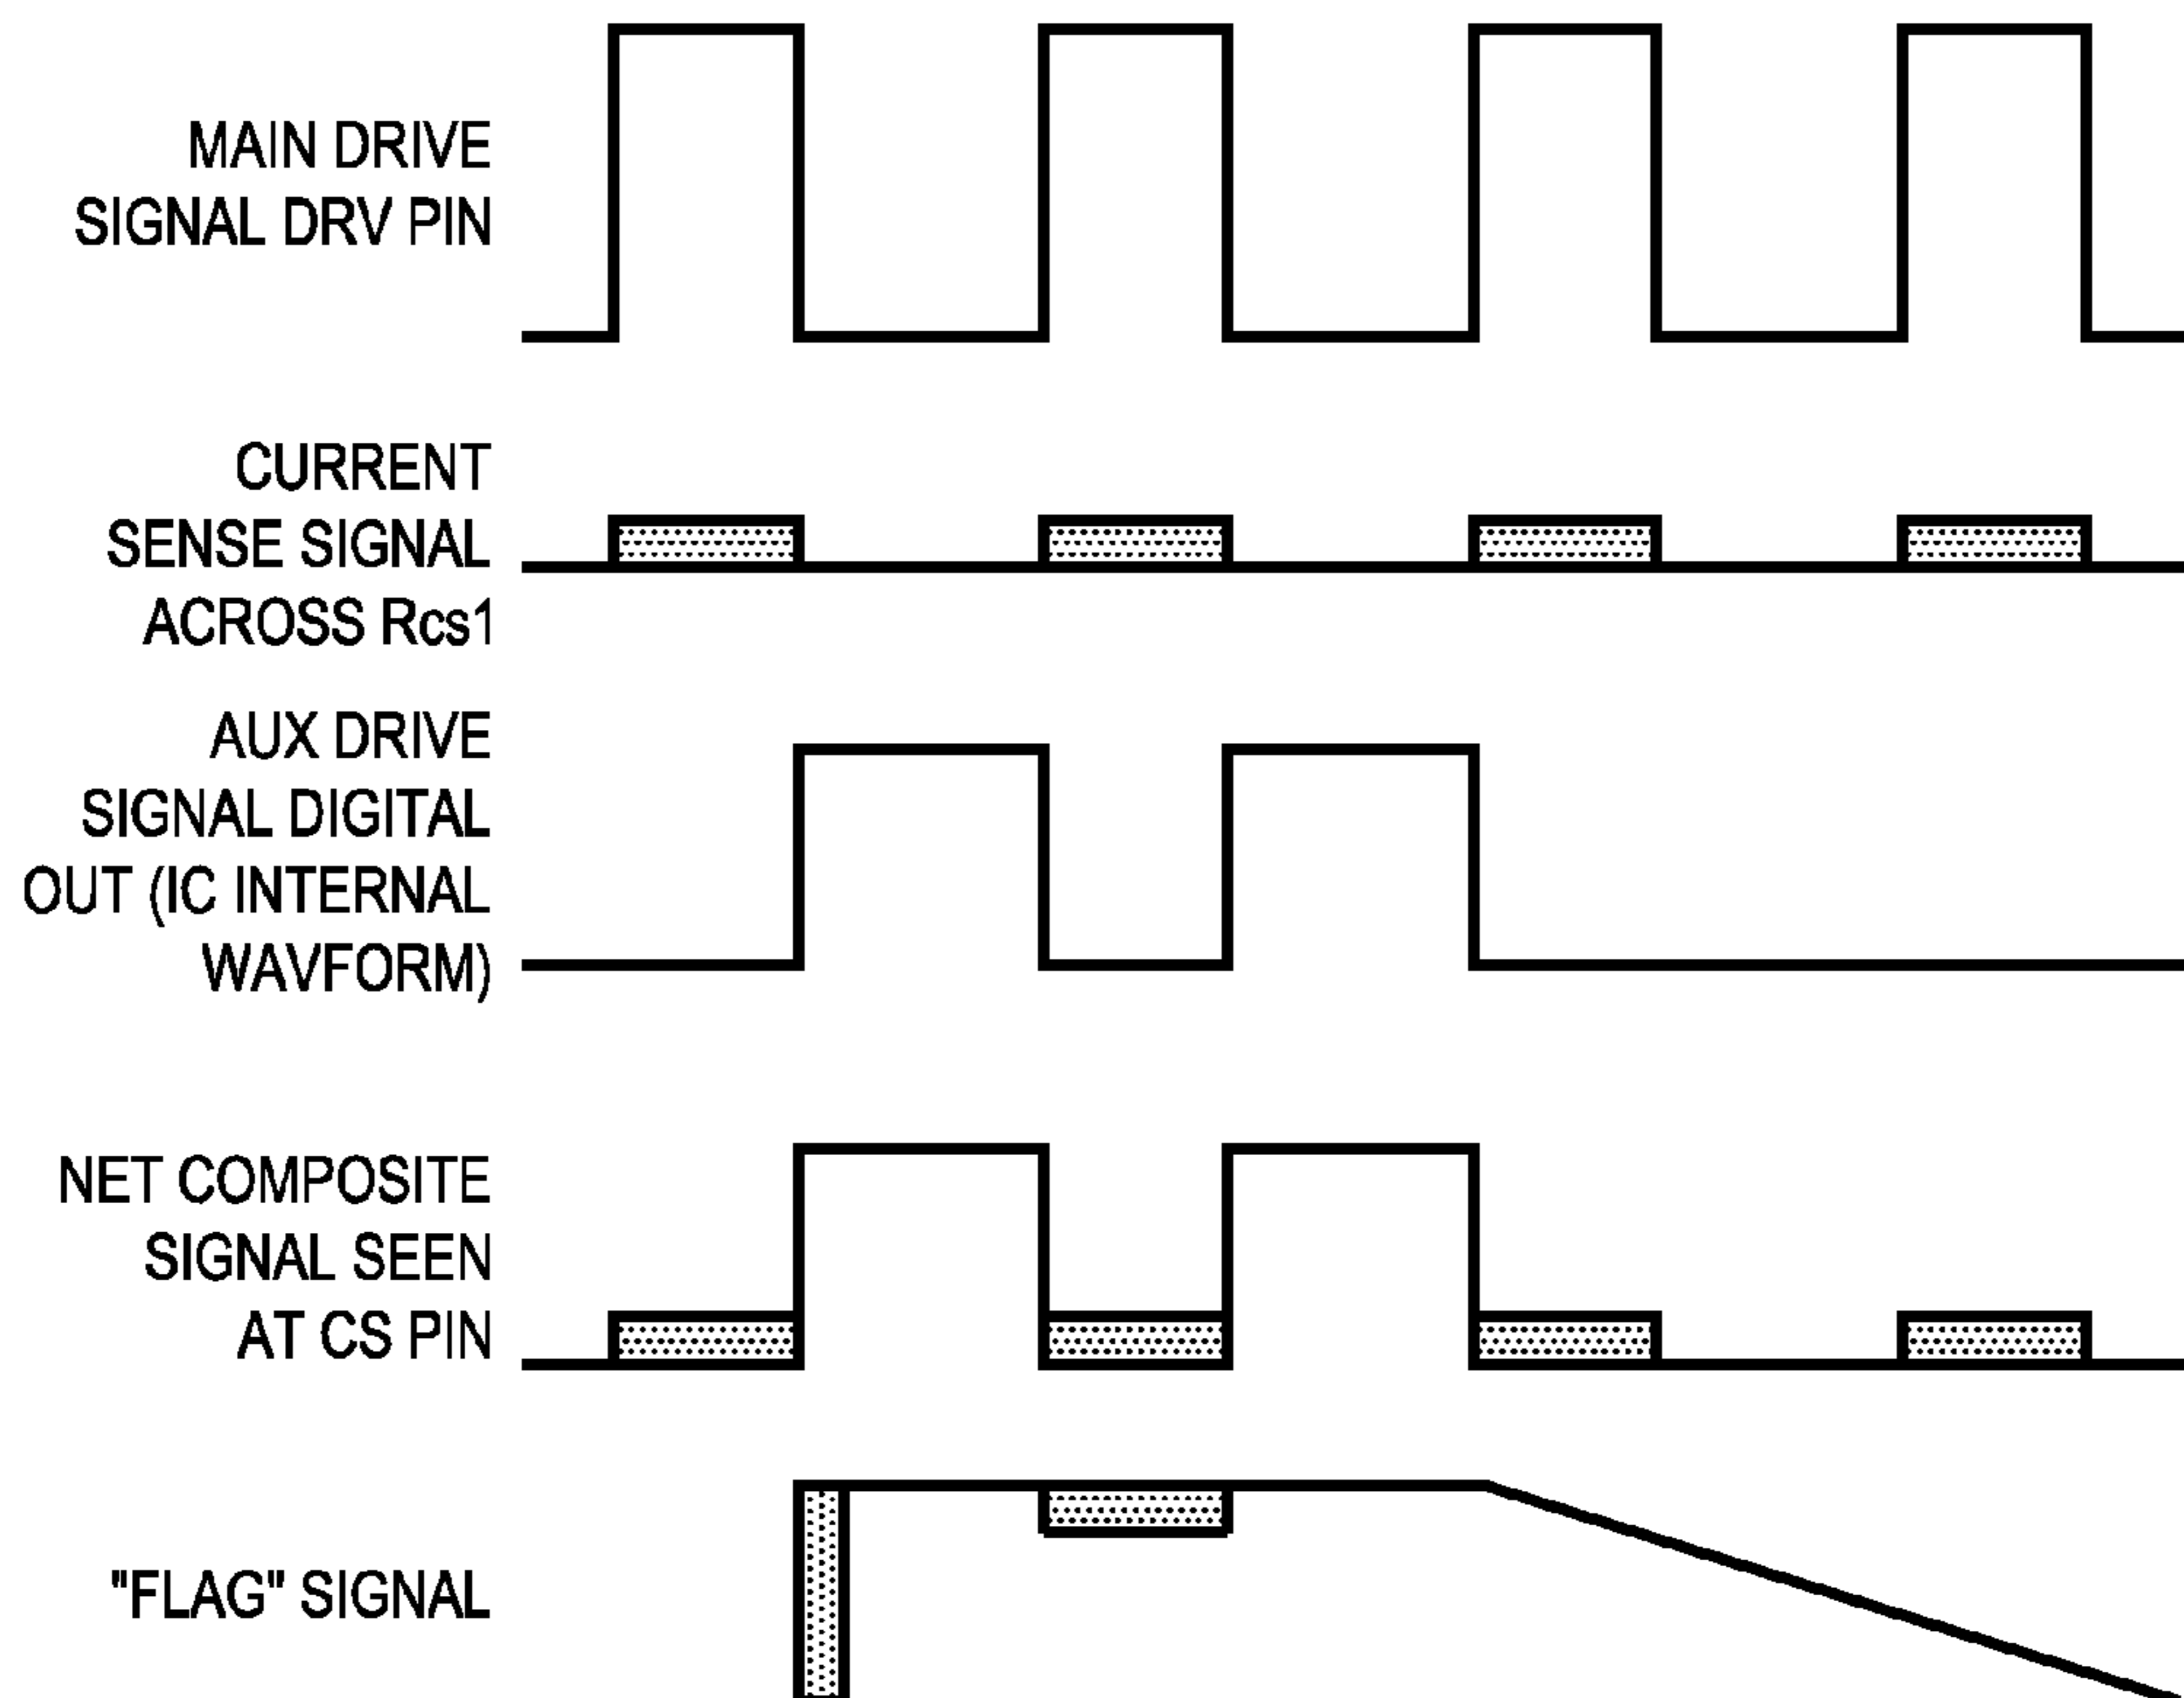 MAIN DRIVE
SIGNAL DRV PIN
CURRENT
SENSE SIGNAL
ACROSS Rcs1
AUX DRIVE
SIGNAL DIGITAL
OUT (IC INTERNAL
WAVFORM)
NET COMPOSITE
SIGNAL SEEN
AT CS PIN
"FLAG" SIGNAL